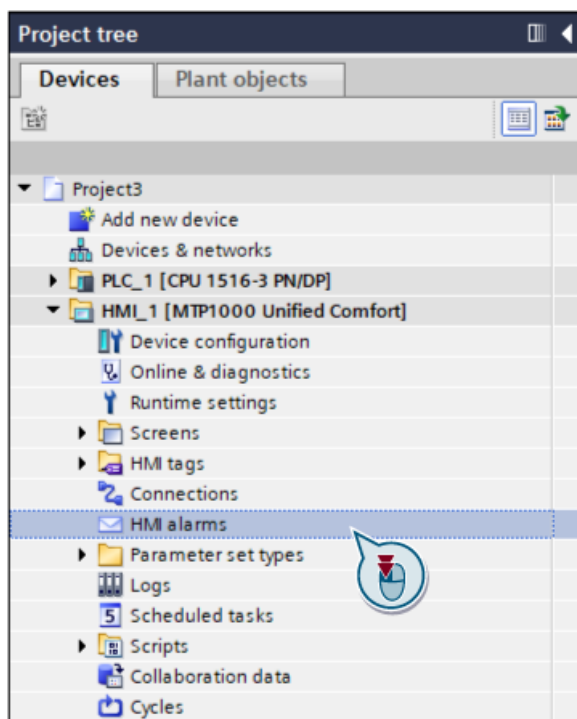 Project tree
Devices
Plant objects
Project3
Add new device
Devices & networks
PLC_1 [CPU 1516-3 PN/DP]
HMI_1 [MTP1000 Unified Comfort]
Device configuration
Online & diagnostics
Runtime settings
Screens
HMI tags
Connections
HMI alarms
Parameter set types
Logs
5 Scheduled tasks
Scripts
Collaboration data
Cycles